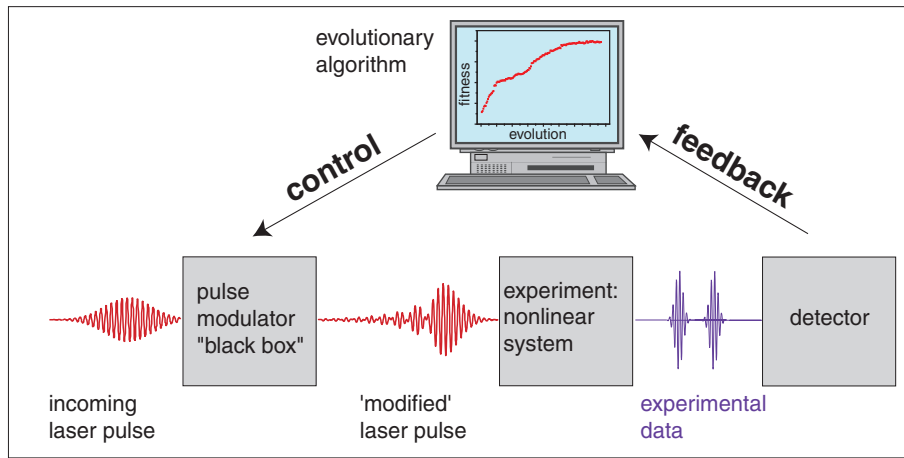 evolutionary
algorithm
fitness
evolution
control
feedback
pulse
modulator
"black box"
experiment:
nonlinear
system
detector
incoming
laser pulse
'modified'
laser pulse
experimental
data